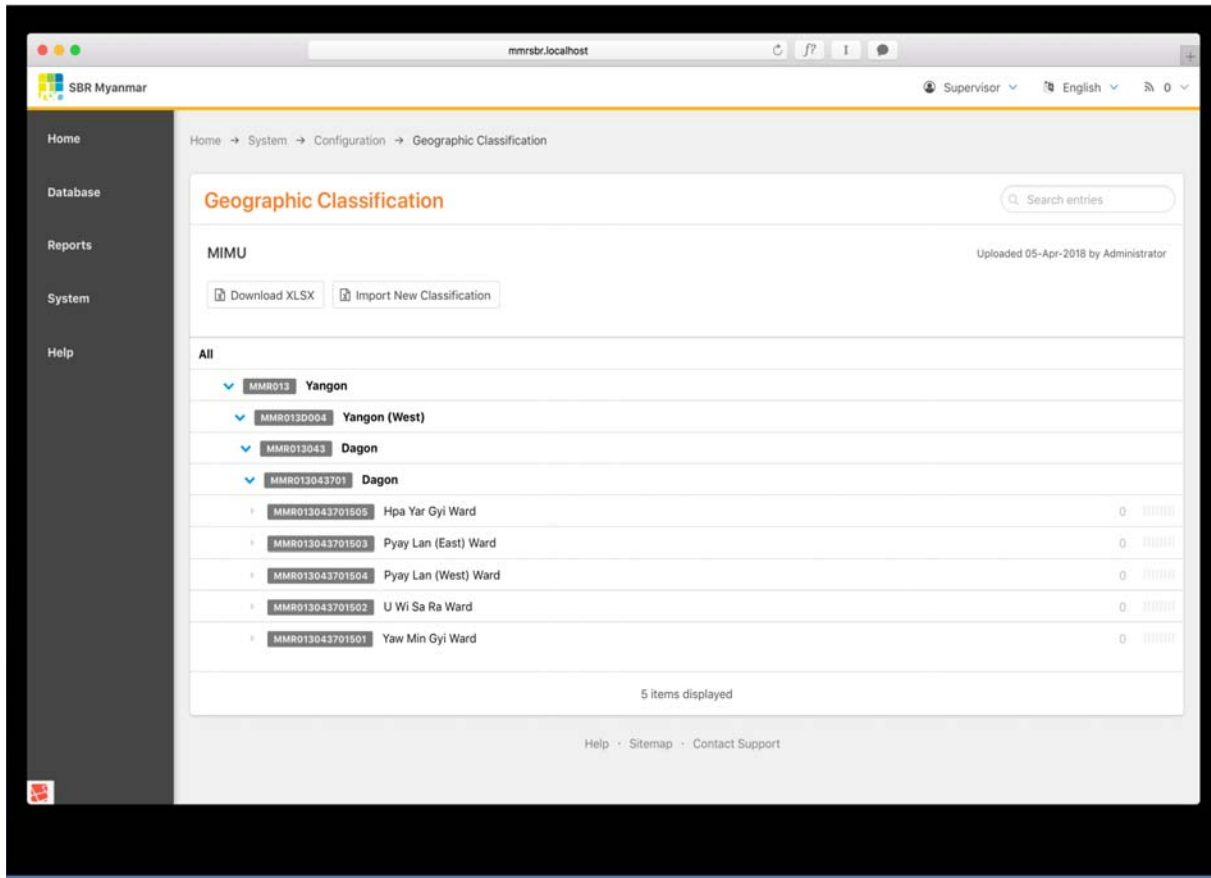 mmrsbr.localhost
f?
I
SBR Myanmar
Supervisor
English
0
Home
Database
Reports
System
Help
Home → System → Configuration → Geographic Classification
Geographic Classification
Search entries
MIMU
Uploaded 05-Apr-2018 by Administrator
Download XLSX
Import New Classification
All
MMR013 Yangon
MMR013D004 Yangon (West)
MMR013043 Dagon
MMR013043701 Dagon
MMR013043701505 Hpa Yar Gyi Ward 0
MMR013043701503 Pyay Lan (East) Ward 0
MMR013043701504 Pyay Lan (West) Ward 0
MMR013043701502 U Wi Sa Ra Ward 0
MMR013043701501 Yaw Min Gyi Ward 0
5 items displayed
Help · Sitemap · Contact Support